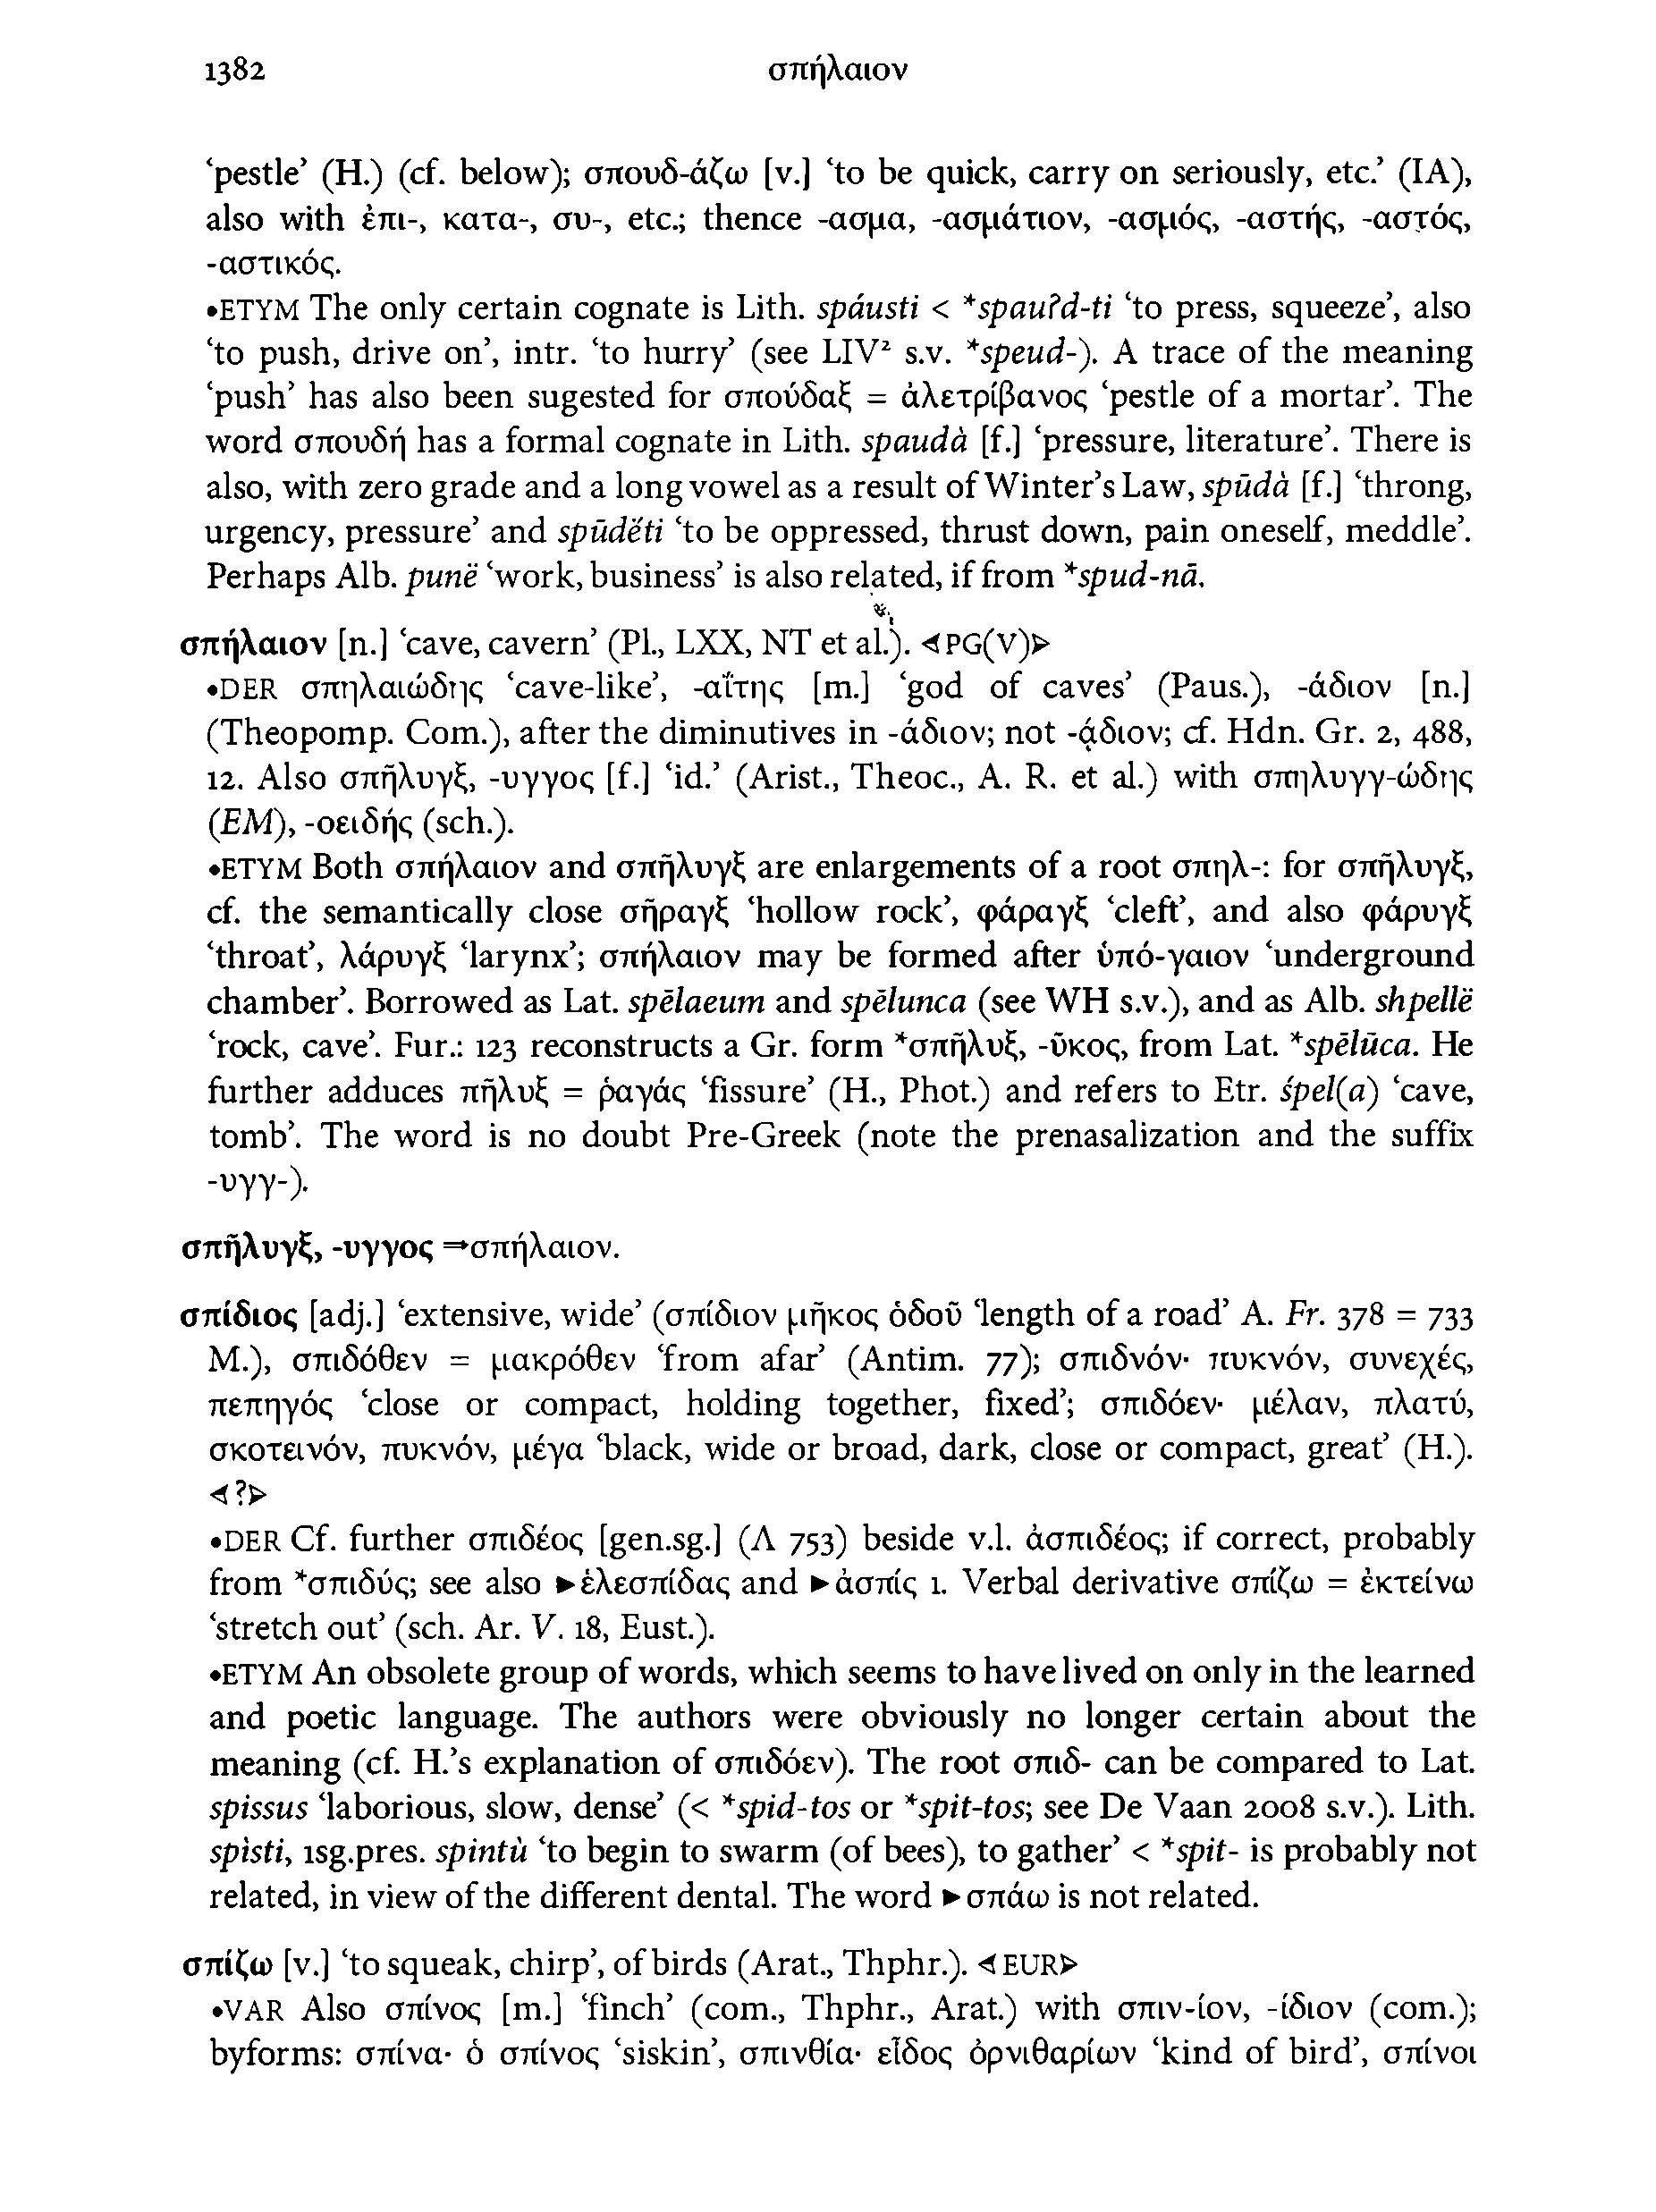 1382 σπήλαιον
‘pestle’ (H.) (cf. below); σπουδ-άζω [v.] ‘to be quick, carry on seriously, etc.’ (IA),
also with ἐπι-, κατα-, συ-, etc.; thence -ασμα, -ασμάτιον, -ασμός, -αστής, -αστός,
-αστικός.
•ETYM The only certain cognate is Lith. spáusti < *spauʔd-ti ‘to press, squeeze’, also
‘to push, drive on’, intr. ‘to hurry’ (see LIV² s.v. *speud-). A trace of the meaning
‘push’ has also been sugested for σπούδαξ = ἀλετρίβανος ‘pestle of a mortar’. The
word σπουδή has a formal cognate in Lith. spaudà [f.] ‘pressure, literature’. There is
also, with zero grade and a long vowel as a result of Winter’s Law, spūdà [f.] ‘throng,
urgency, pressure’ and spūdėti ‘to be oppressed, thrust down, pain oneself, meddle’.
Perhaps Alb. punë ‘work, business’ is also related, if from *spud-nā.
σπήλαιον [n.] ‘cave, cavern’ (Pl., LXX, NT et al.). ◄PG(V)►
•DER σπηλαιώδης ‘cave-like’, -αΐτης [m.] ‘god of caves’ (Paus.), -άδιον [n.]
(Theopomp. Com.), after the diminutives in -άδιον; not -ᾴδιον; cf. Hdn. Gr. 2, 488,
12. Also σπῆλυγξ, -υγγος [f.] ‘id.’ (Arist., Theoc., A. R. et al.) with σπηλυγγ-ώδης
(EM), -οειδής (sch.).
•ETYM Both σπήλαιον and σπῆλυγξ are enlargements of a root σπηλ-: for σπῆλυγξ,
cf. the semantically close σῆραγξ ‘hollow rock’, φάραγξ ‘cleft’, and also φάρυγξ
‘throat’, λάρυγξ ‘larynx’; σπήλαιον may be formed after ὑπό-γαιον ‘underground
chamber’. Borrowed as Lat. spēlaeum and spēlunca (see WH s.v.), and as Alb. shpellë
‘rock, cave’. Fur.: 123 reconstructs a Gr. form *σπῆλυξ, -ῡκος, from Lat. *spēlūca. He
further adduces πῆλυξ = ῥαγάς ‘fissure’ (H., Phot.) and refers to Etr. śpel(a) ‘cave,
tomb’. The word is no doubt Pre-Greek (note the prenasalization and the suffix
-υγγ-).
σπῆλυγξ, -υγγος ⇒σπήλαιον.
σπίδιος [adj.] ‘extensive, wide’ (σπίδιον μῆκος ὁδοῦ ‘length of a road’ A. Fr. 378 = 733
M.), σπιδόθεν = μακρόθεν ‘from afar’ (Antim. 77); σπιδνόν· πυκνόν, συνεχές,
πεπηγός ‘close or compact, holding together, fixed’; σπιδόεν· μέλαν, πλατύ,
σκοτεινόν, πυκνόν, μέγα ‘black, wide or broad, dark, close or compact, great’ (H.).
◄?►
•DER Cf. further σπιδέος [gen.sg.] (Λ 753) beside v.l. ἀσπιδέος; if correct, probably
from *σπιδύς; see also ►ἐλεσπίδας and ►ἀσπίς 1. Verbal derivative σπίζω = ἐκτείνω
‘stretch out’ (sch. Ar. V. 18, Eust.).
•ETYM An obsolete group of words, which seems to have lived on only in the learned
and poetic language. The authors were obviously no longer certain about the
meaning (cf. H.’s explanation of σπιδόεν). The root σπιδ- can be compared to Lat.
spissus ‘laborious, slow, dense’ (< *spid-tos or *spit-tos; see De Vaan 2008 s.v.). Lith.
spìsti, 1sg.pres. spintù ‘to begin to swarm (of bees), to gather’ < *spit- is probably not
related, in view of the different dental. The word ►σπάω is not related.
σπίζω [v.] ‘to squeak, chirp’, of birds (Arat., Thphr.). ◄EUR►
•VAR Also σπίνος [m.] ‘finch’ (com., Thphr., Arat.) with σπιν-ίον, -ίδιον (com.);
byforms: σπίνα· ὁ σπίνος ‘siskin’, σπινθία· εἶδος ὀρνιθαρίων ‘kind of bird’, σπίνοι